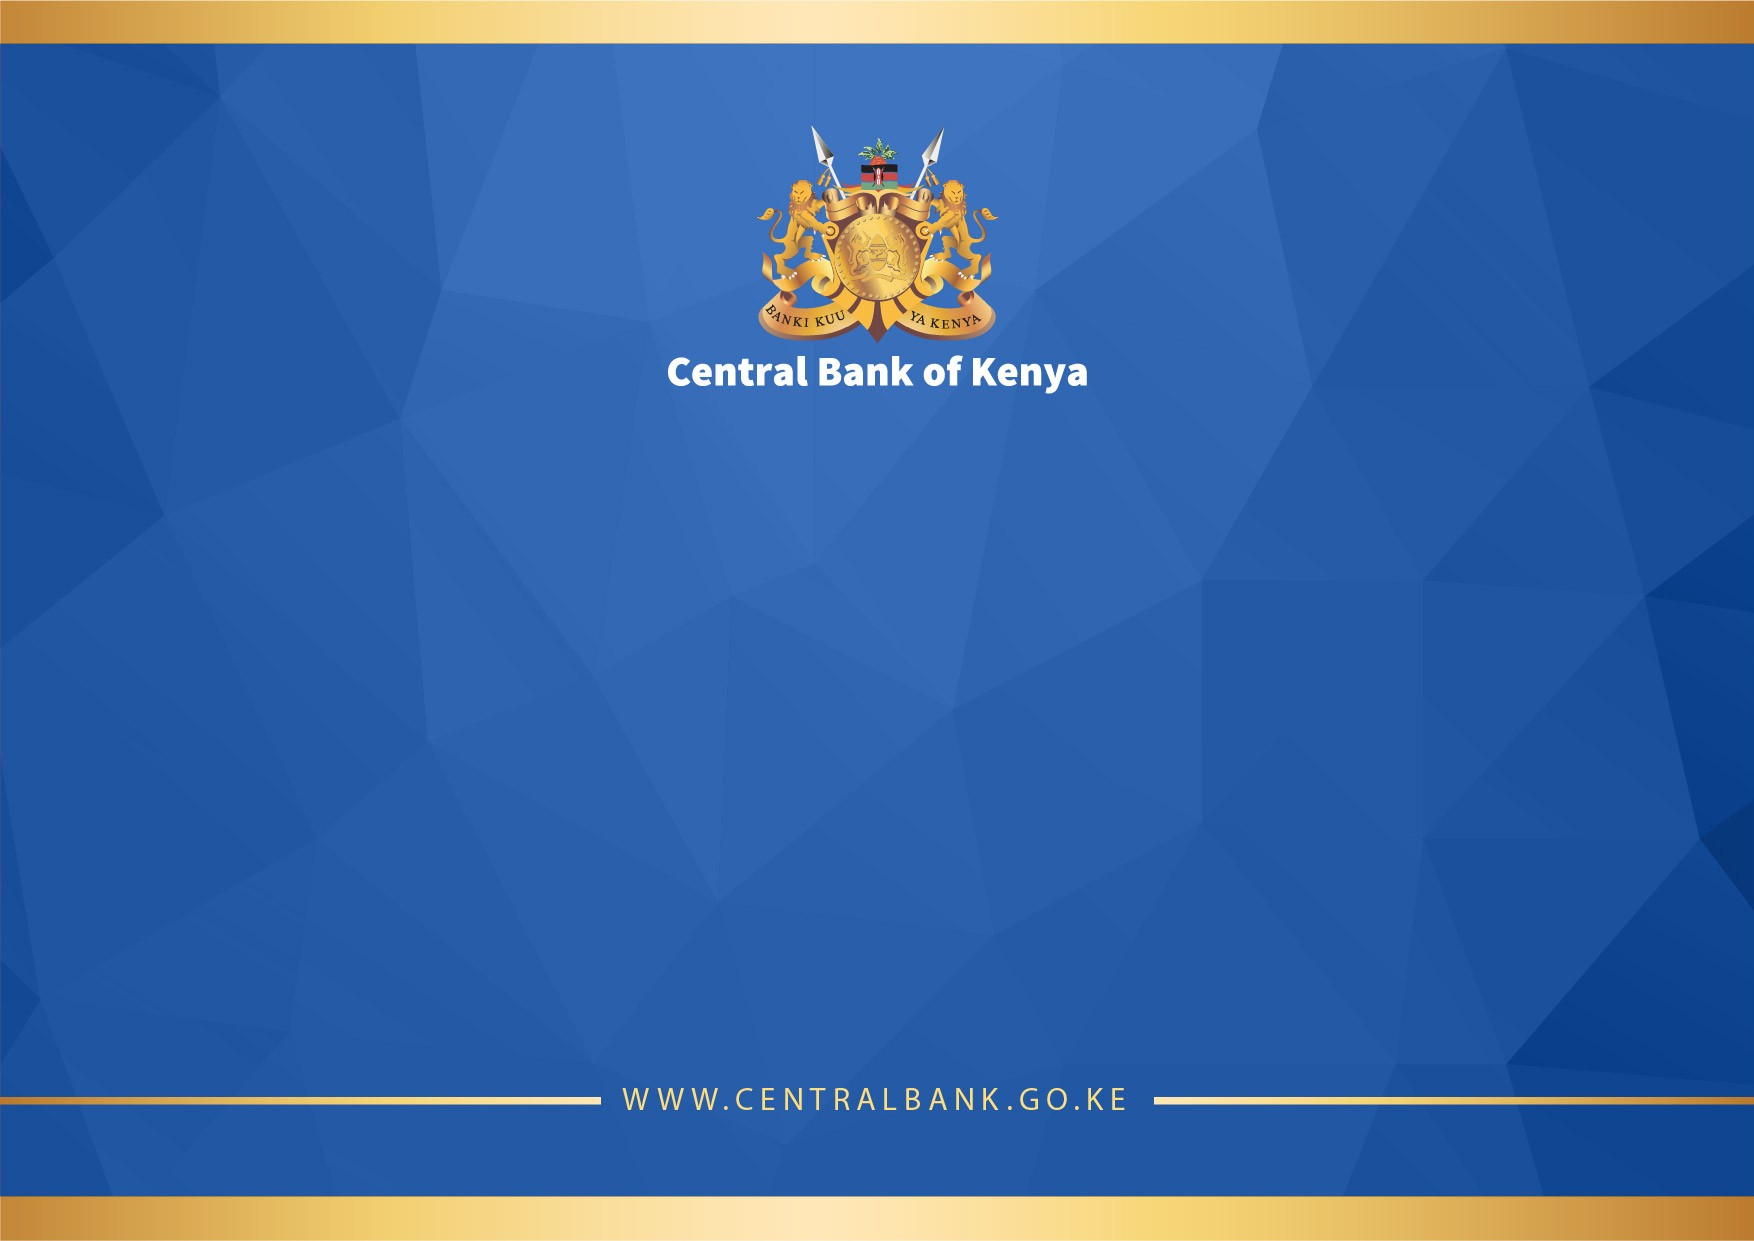 BANKI KUU YA KENYA
Central Bank of Kenya
WWW.CENTRALBANK.GO.KE